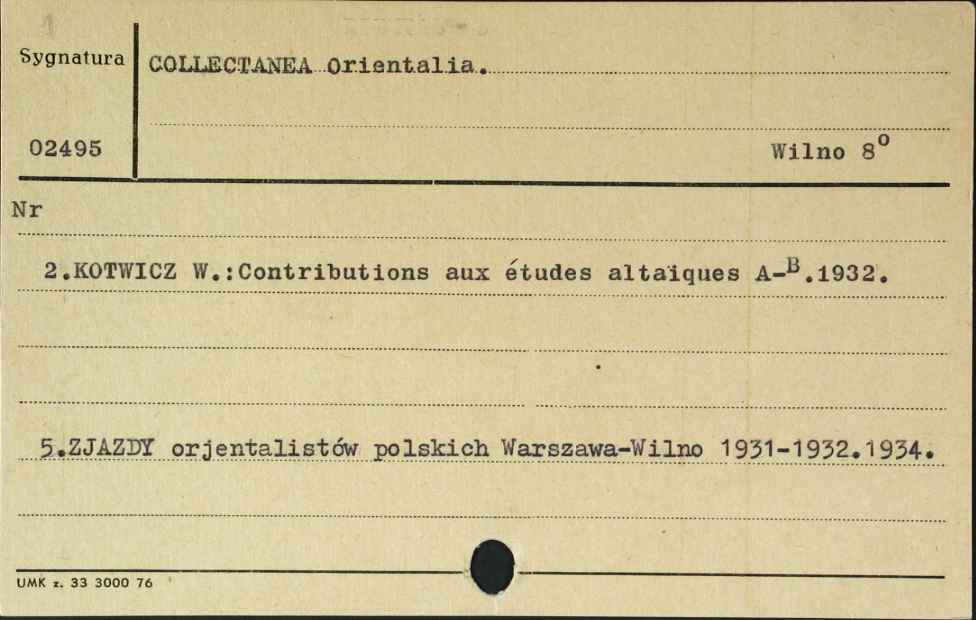 Sygnatura
COLLECTANEA Orientalia.
02495
Wilno 8º
Nr
2.KOTWICZ W.:Contributions aux études altaïques A-B.1932.
5.ZJAZDY orjentalistów polskich Warszawa-Wilno 1931-1932.1934.
UMK z. 33 3000 76